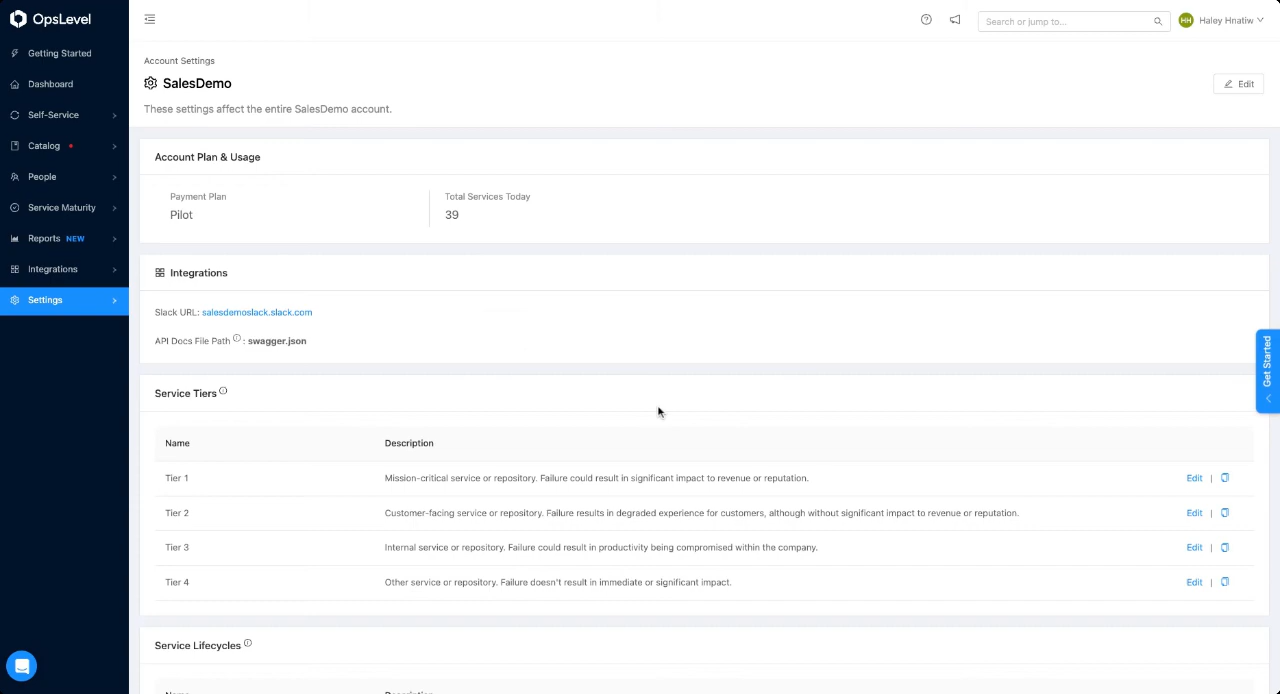 OpsLevel
Getting Started
Dashboard
Self-Service
Catalog
People
Service Maturity
Reports NEW
Integrations
Settings
Search or jump to...
HH Haley Hnatiw
Account Settings
SalesDemo
Edit
These settings affect the entire SalesDemo account.
Account Plan & Usage
Payment Plan
Pilot
Total Services Today
39
Integrations
Slack URL: salesdemoslack.slack.com
API Docs File Path : swagger.json
Get Started
Service Tiers
Name Description
Tier 1 Mission-critical service or repository. Failure could result in significant impact to revenue or reputation. Edit |
Tier 2 Customer-facing service or repository. Failure results in degraded experience for customers, although without significant impact to revenue or reputation. Edit |
Tier 3 Internal service or repository. Failure could result in productivity being compromised within the company. Edit |
Tier 4 Other service or repository. Failure doesn't result in immediate or significant impact. Edit |
Service Lifecycles
Name Description